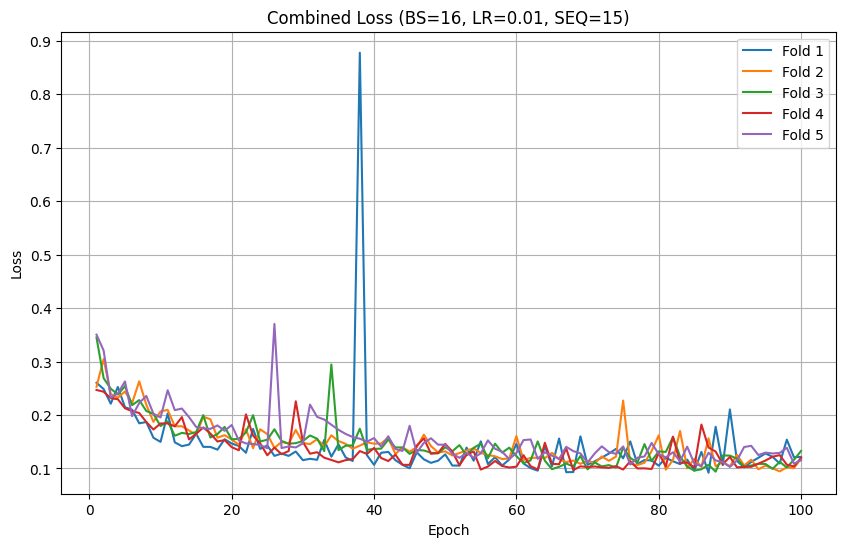 Combined Loss (BS=16, LR=0.01, SEQ=15)
Loss
0.9
0.8
0.7
0.6
0.5
0.4
0.3
0.2
0.1
Fold 1
Fold 2
Fold 3
Fold 4
Fold 5
0 20 40 60 80 100
Epoch